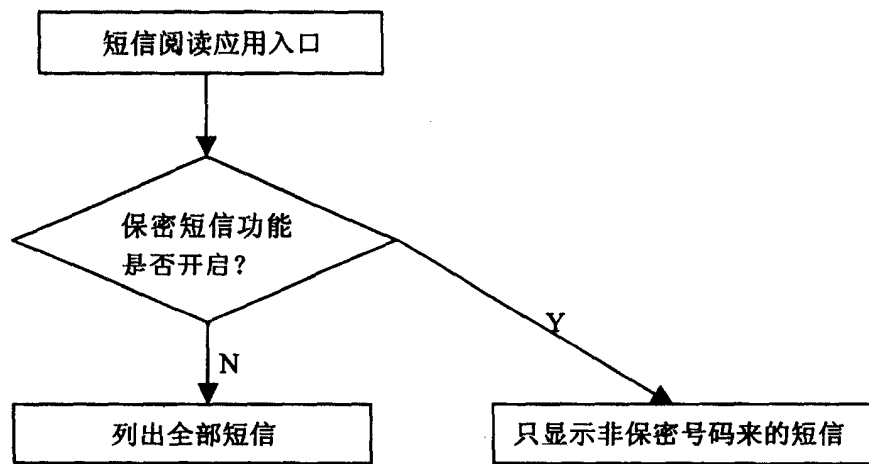 短信阅读应用入口
保密短信功能
是否开启?
Y
N
列出全部短信
只显示非保密号码来的短信